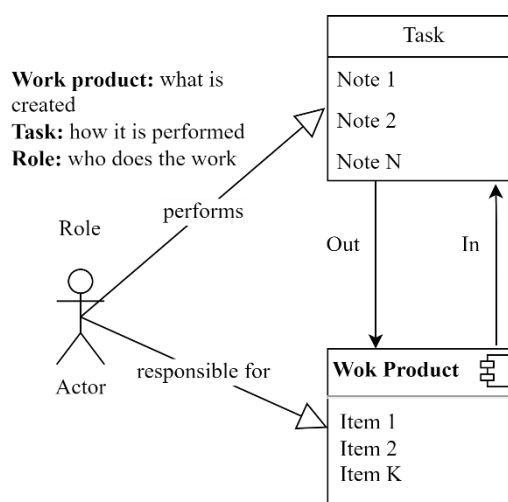 Task
Work product: what is
created
Task: how it is performed
Role: who does the work
Note 1
Note 2
Note N
performs
Role
Out
In
Actor
responsible for
Wok Product
Item 1
Item 2
Item K